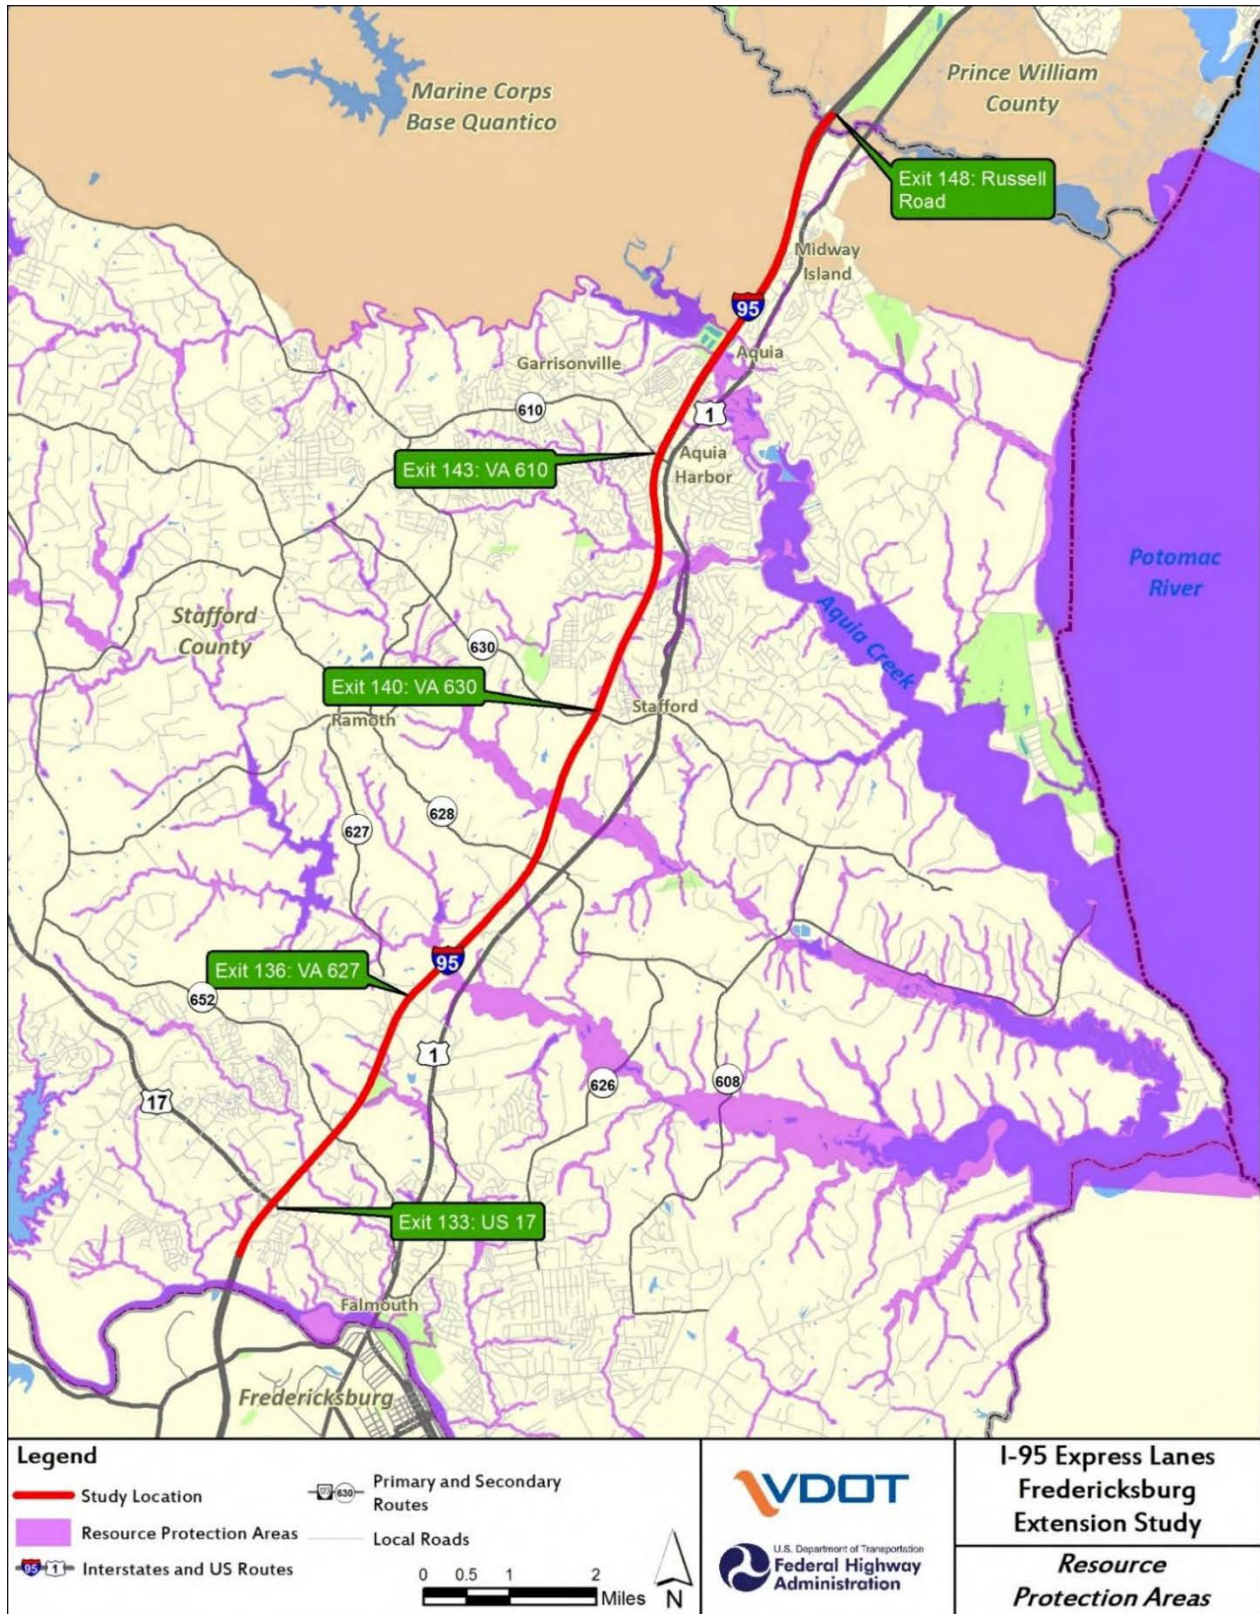 Marine Corps
Base Quantico
Prince William
County
Exit 148: Russell
Road
Midway
Island
95
Garrisonville
Aquia
610
1
Exit 143: VA 610
Aquia
Harbor
Potomac
River
Stafford
County
Aquia Creek
630
Exit 140: VA 630
Ramoth
Stafford
628
627
95
Exit 136: VA 627
652
1
626
608
17
Exit 133: US 17
Falmouth
Fredericksburg
Legend
Study Location
Resource Protection Areas
95 1 Interstates and US Routes
630 Primary and Secondary
Routes
Local Roads
0 0.5 1 2
Miles
N
VDOT
U.S. Department of Transportation
Federal Highway
Administration
I-95 Express Lanes
Fredericksburg
Extension Study
Resource
Protection Areas